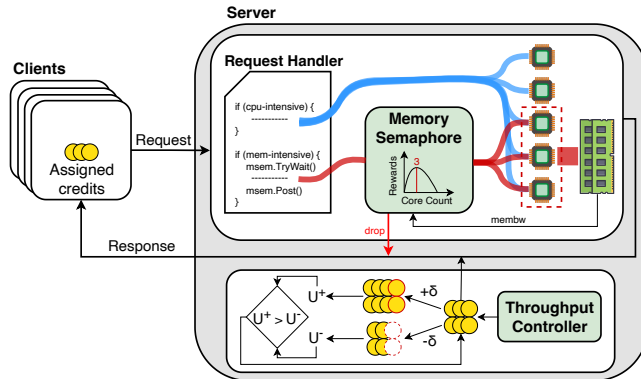 Server
Clients
Assigned
credits
Request
Response
Request Handler
if (cpu-intensive) {
-----------
}
if (mem-intensive) {
msem.TryWait()
-----------
msem.Post()
}
Memory
Semaphore
Rewards
3
Core Count
membw
drop
U⁺ > U⁻
U⁺
U⁻
+δ
-δ
Throughput
Controller